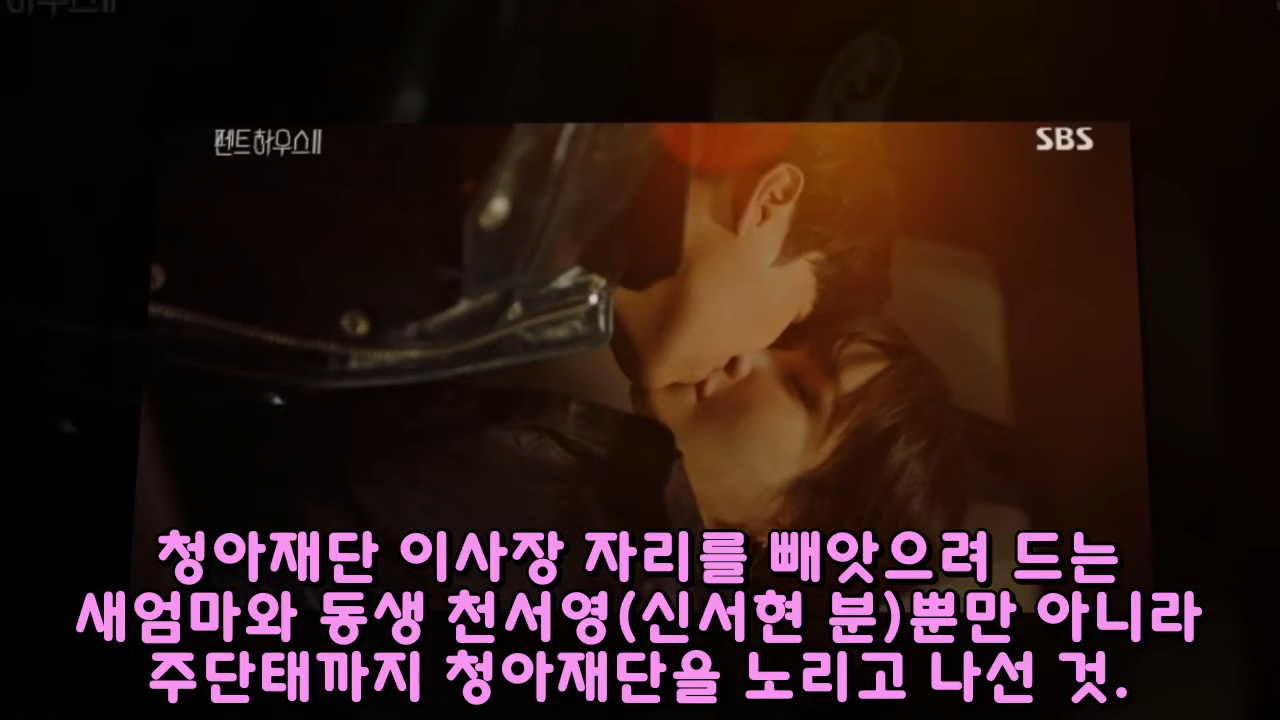 펜트하우스II
SBS
청아재단 이사장 자리를 빼앗으려 드는
새엄마와 동생 천서영(신서현 분)뿐만 아니라
주단태까지 청아재단을 노리고 나선 것.